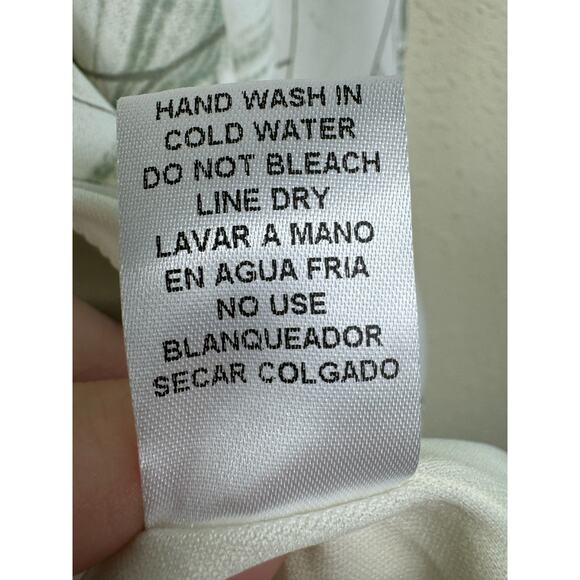 HAND WASH IN
COLD WATER
DO NOT BLEACH
LINE DRY
LAVAR A MANO
EN AGUA FRIA
NO USE
BLANQUEADOR
SECAR COLGADO